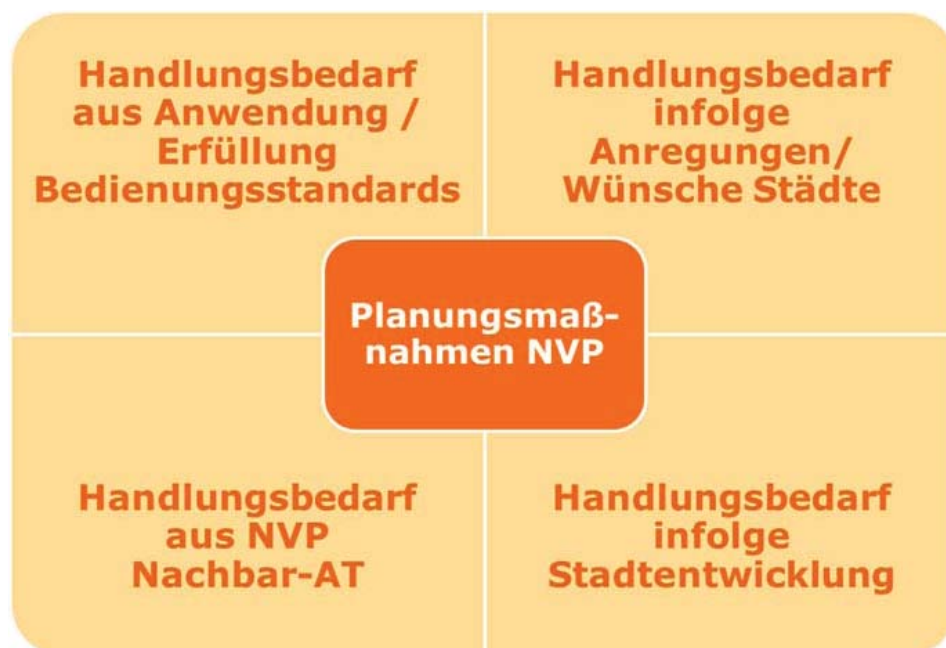 Handlungsbedarf
aus Anwendung /
Erfüllung
Bedienungsstandards
Handlungsbedarf
infolge
Anregungen/
Wünsche Städte
Planungsmaß-
nahmen NVP
Handlungsbedarf
aus NVP
Nachbar-AT
Handlungsbedarf
infolge
Stadtentwicklung